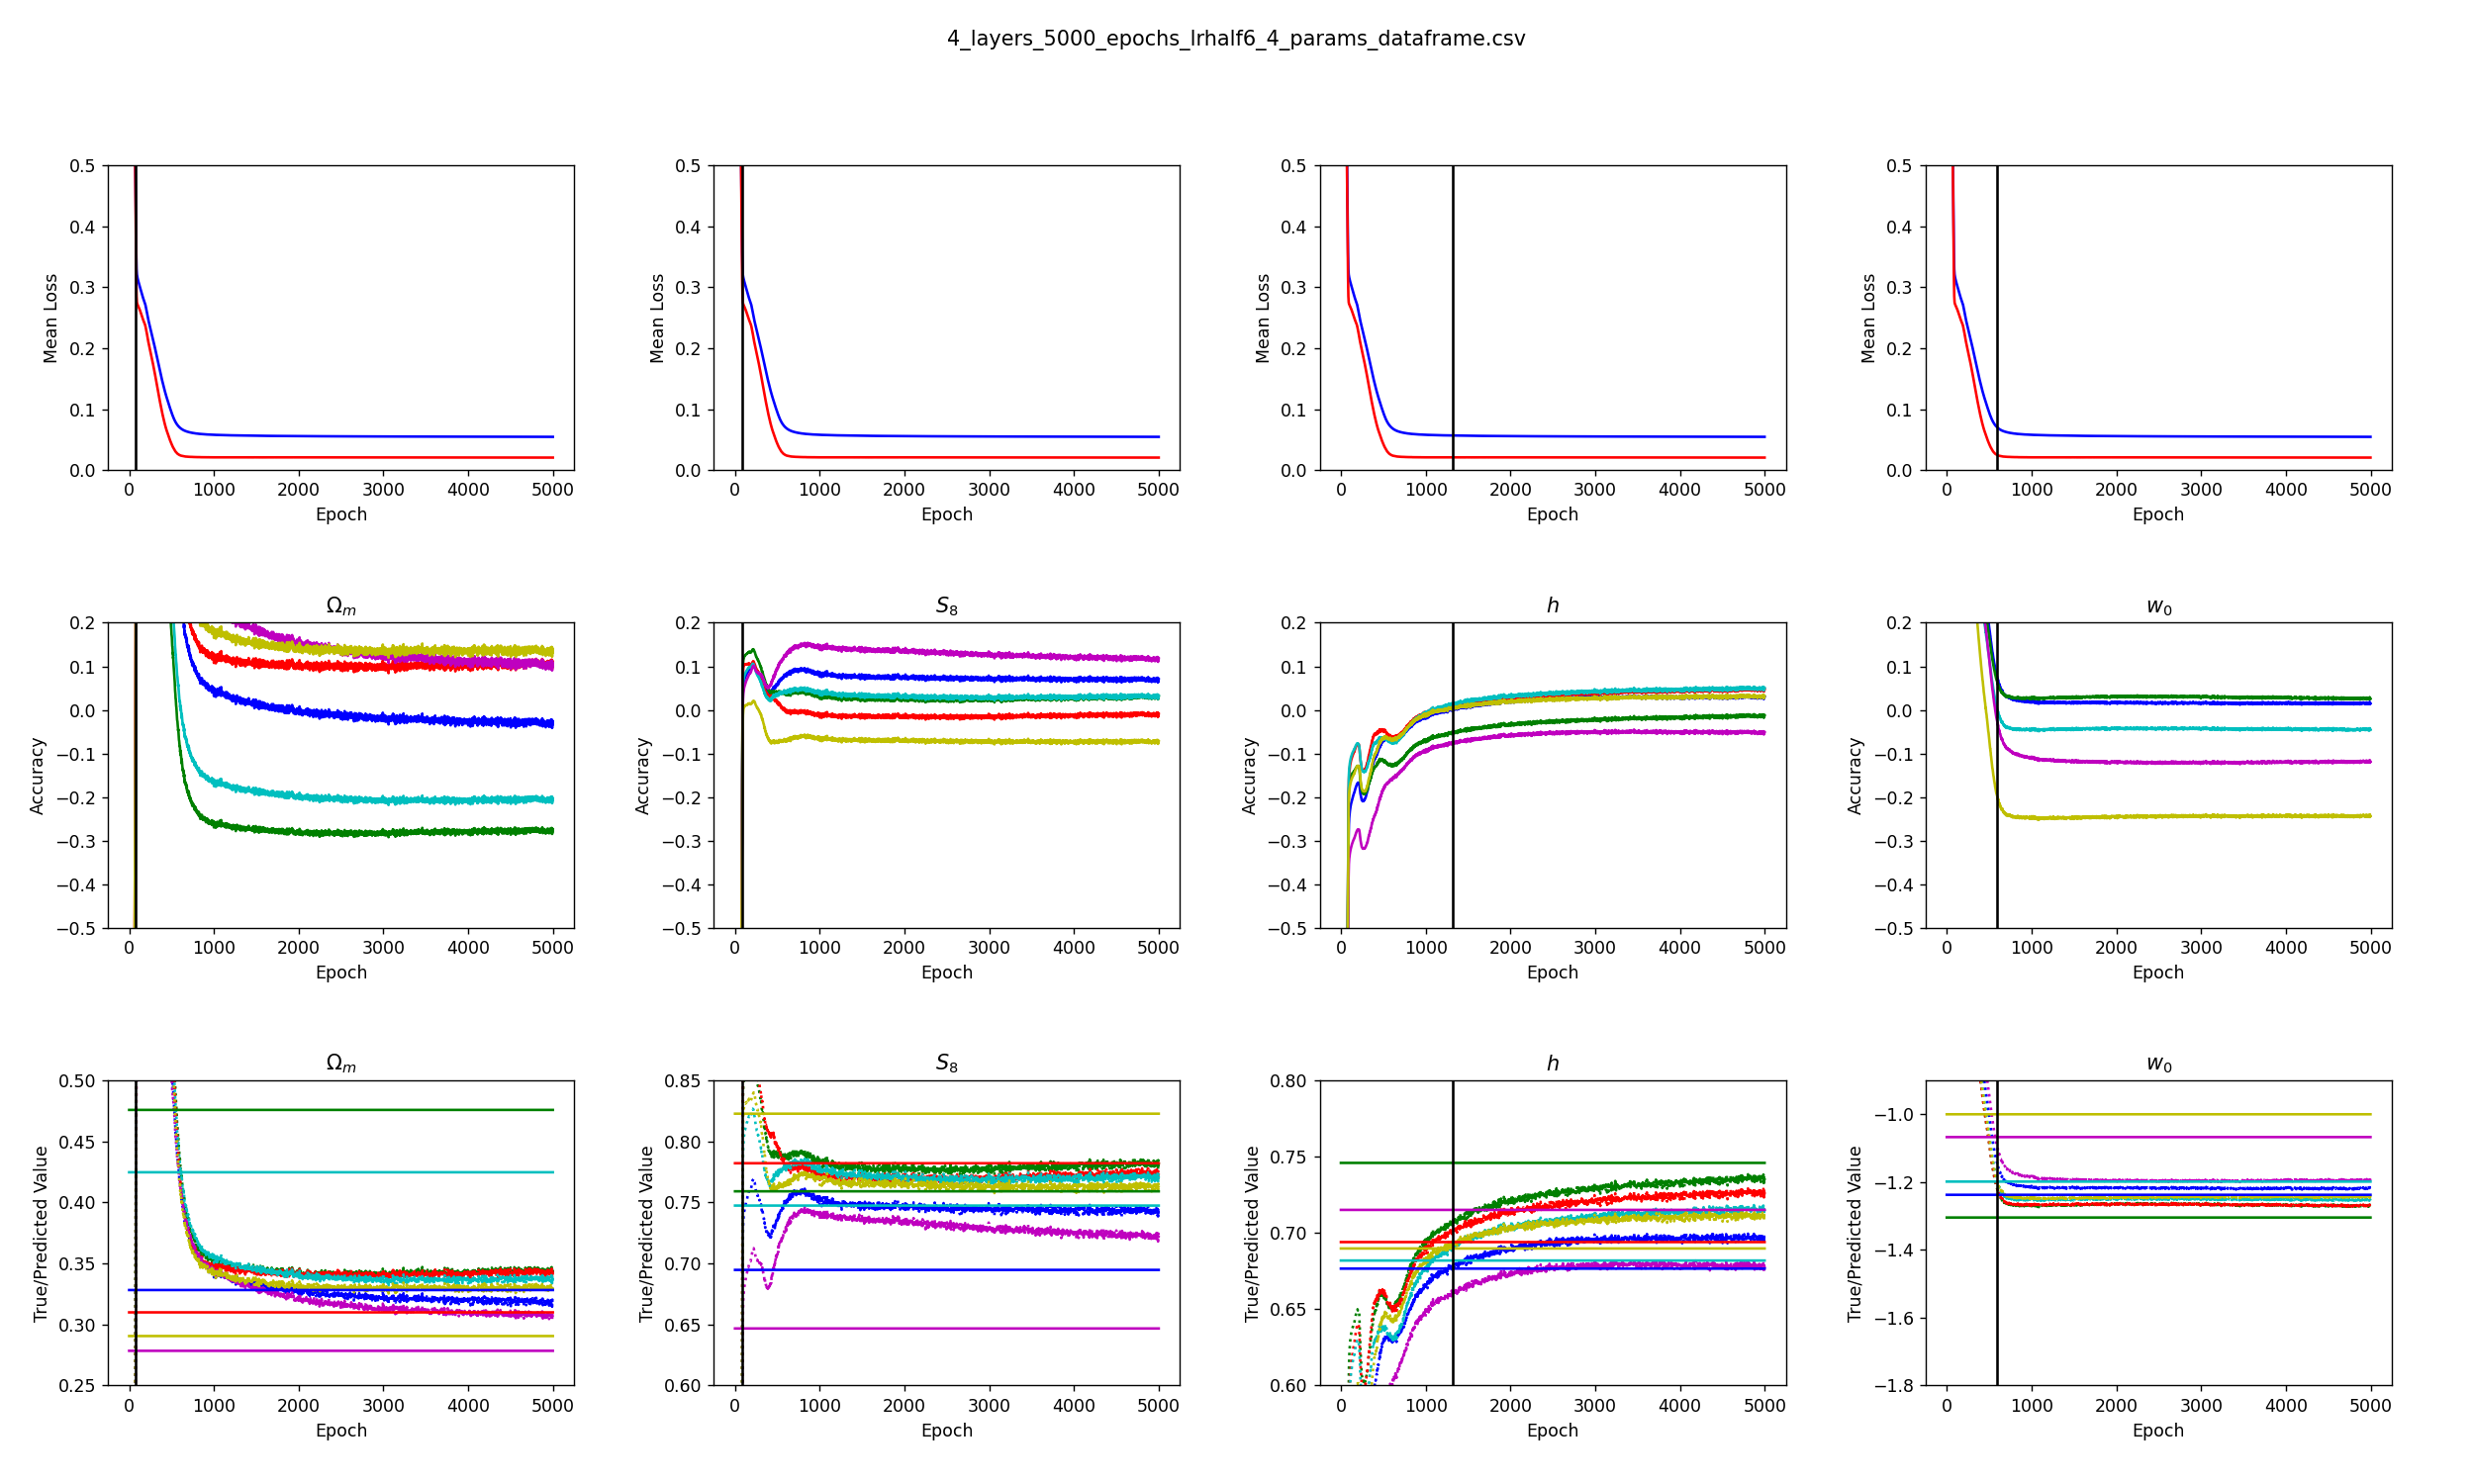 4_layers_5000_epochs_lrhalf6_4_params_dataframe.csv
0.5 0.5 0.5 0.5
0.4 0.4 0.4 0.4
0.3 0.3 0.3 0.3
Mean Loss Mean Loss Mean Loss Mean Loss
0.2 0.2 0.2 0.2
0.1 0.1 0.1 0.1
0.0 0.0 0.0 0.0
0 1000 2000 3000 4000 5000 0 1000 2000 3000 4000 5000 0 1000 2000 3000 4000 5000 0 1000 2000 3000 4000 5000
Epoch Epoch Epoch Epoch
Ωm S8 h w0
0.2 0.2 0.2 0.2
0.1 0.1 0.1 0.1
0.0 0.0 0.0 0.0
−0.1 −0.1 −0.1 −0.1
Accuracy Accuracy Accuracy Accuracy
−0.2 −0.2 −0.2 −0.2
−0.3 −0.3 −0.3 −0.3
−0.4 −0.4 −0.4 −0.4
−0.5 −0.5 −0.5 −0.5
0 1000 2000 3000 4000 5000 0 1000 2000 3000 4000 5000 0 1000 2000 3000 4000 5000 0 1000 2000 3000 4000 5000
Epoch Epoch Epoch Epoch
Ωm S8 h w0
0.50 0.85 0.80
−1.0
0.45 0.80 0.75
−1.2
0.40 0.75
True/Predicted Value True/Predicted Value True/Predicted Value True/Predicted Value
0.70 −1.4
0.35 0.70
−1.6
0.30 0.65 0.65
0.25 0.60 0.60 −1.8
0 1000 2000 3000 4000 5000 0 1000 2000 3000 4000 5000 0 1000 2000 3000 4000 5000 0 1000 2000 3000 4000 5000
Epoch Epoch Epoch Epoch